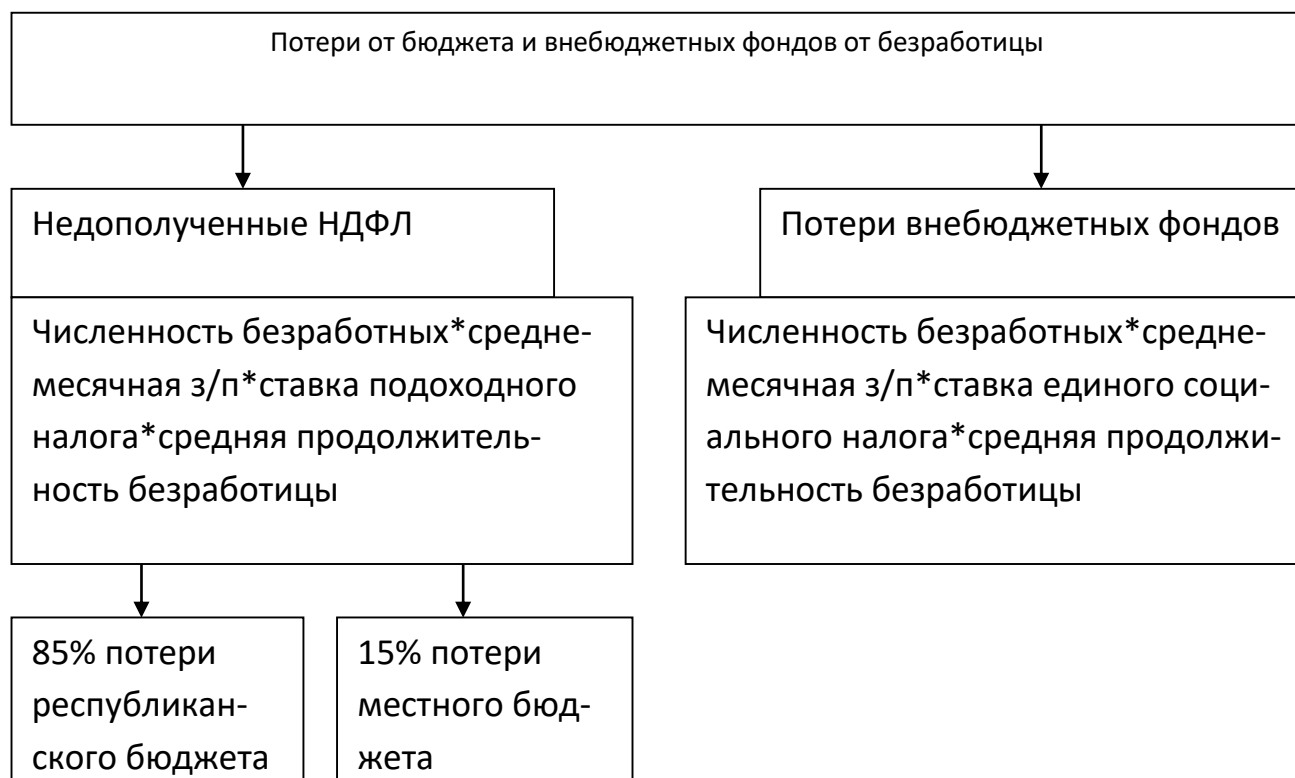 Потери от бюджета и внебюджетных фондов от безработицы
Недополученные НДФЛ
Потери внебюджетных фондов
Численность безработных*средне-
месячная з/п*ставка подоходного
налога*средняя продолжитель-
ность безработицы
Численность безработных*средне-
месячная з/п*ставка единого соци-
ального налога*средняя продолжи-
тельность безработицы
85% потери
республикан-
ского бюджета
15% потери
местного бюд-
жета